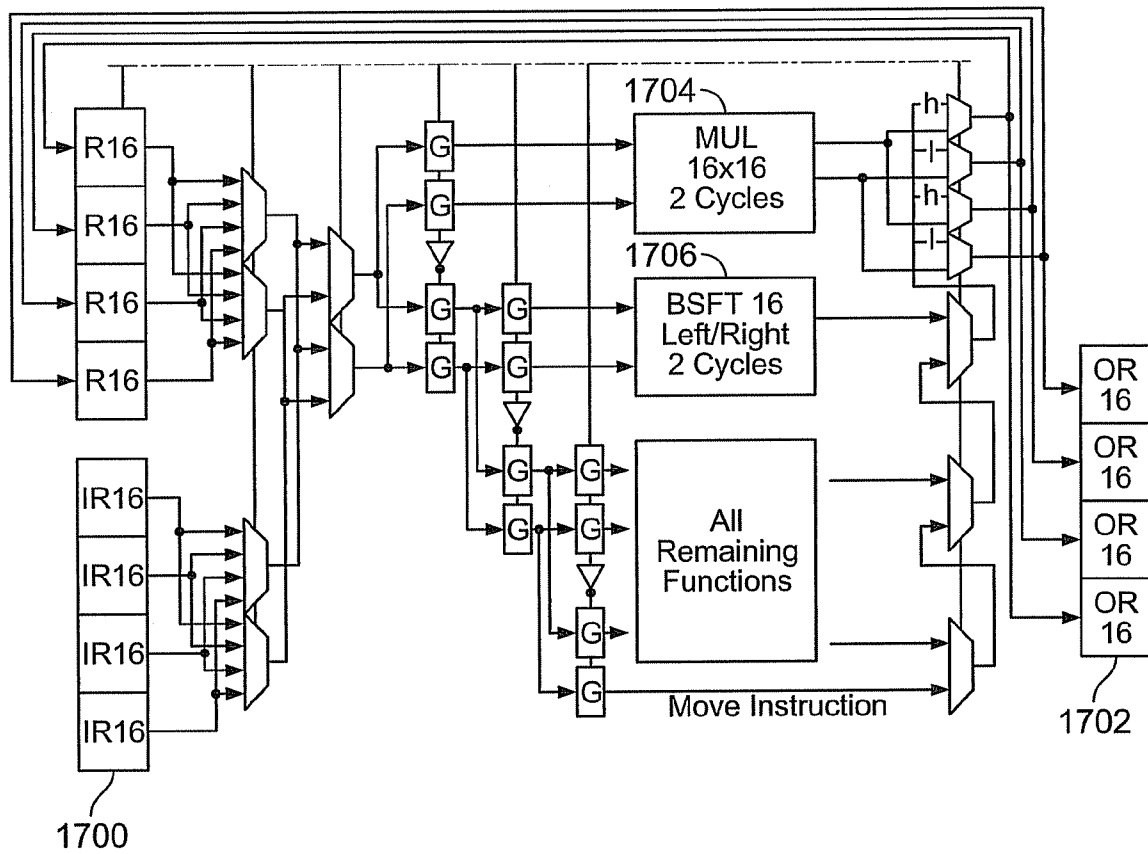 R16
R16
R16
R16
IR16
IR16
IR16
IR16
1700
G
G
G
G
G
G
G
G
G
G
G
G
1704
MUL
16x16
2 Cycles
1706
BSFT 16
Left/Right
2 Cycles
All
Remaining
Functions
Move Instruction
h
l
h
l
OR
16
OR
16
OR
16
OR
16
1702